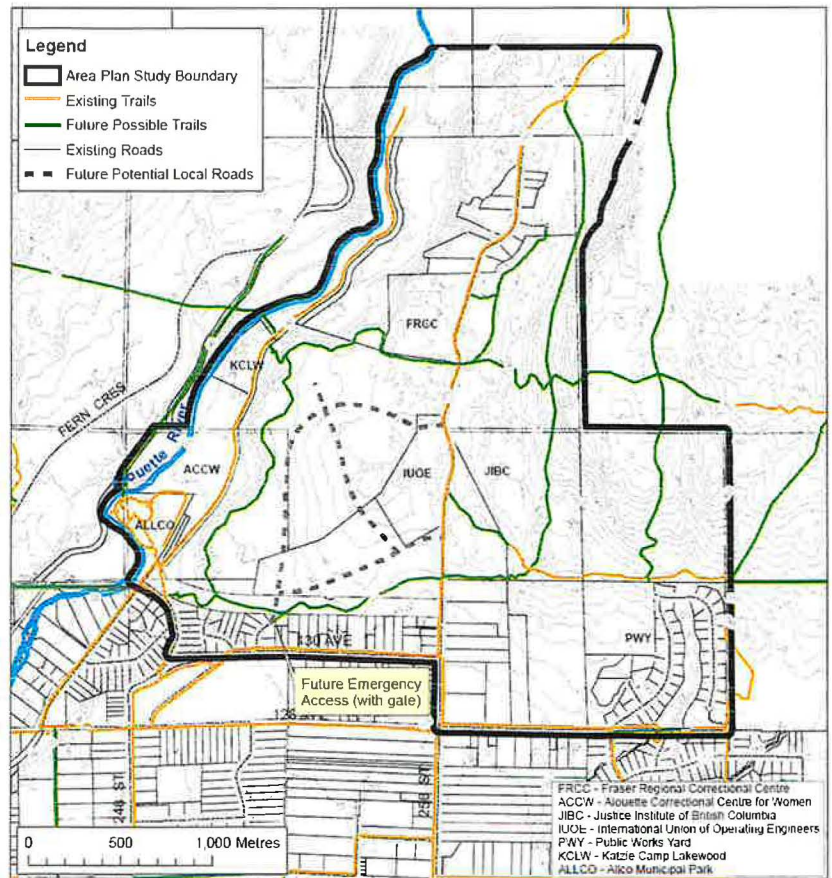 Legend
Area Plan Study Boundary
Existing Trails
Future Possible Trails
Existing Roads
Future Potential Local Roads
FRCC
KCLW
FERN CRES
River
ACCW
IUOE
JIBC
ALLCO
130 AVE
PWY
Future Emergency
Access (with gate)
248 ST
256 ST
0 500 1,000 Metres
FRCC - Fraser Regional Correctional Centre
ACCW - Alouette Correctional Centre for Women
JIBC - Justice Institute of British Columbia
IUOE - International Union of Operating Engineers
PWY - Public Works Yard
KCLW - Katzie Camp Lakewood
ALLCO - Allco Municipal Park